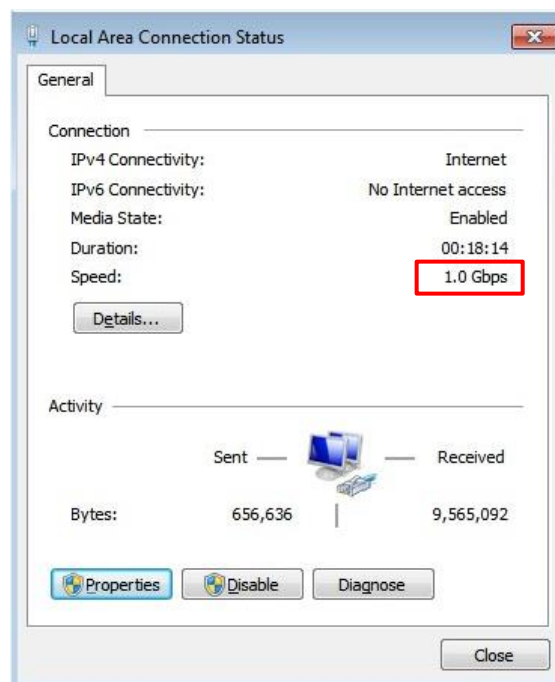 Local Area Connection Status
General
Connection
IPv4 Connectivity: Internet
IPv6 Connectivity: No Internet access
Media State: Enabled
Duration: 00:18:14
Speed: 1.0 Gbps
Details...
Activity
Sent Received
Bytes: 656,636 9,565,092
Properties Disable Diagnose
Close